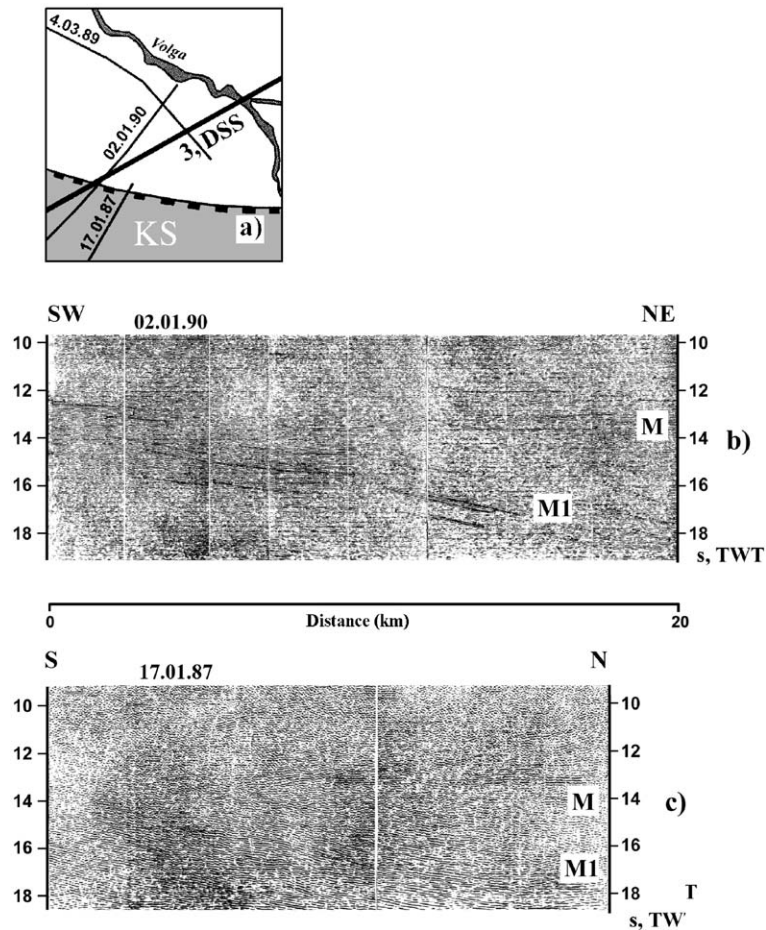 4.03.89
Volga
02.01.90
3, DSS
17.01.87
KS
a)
SW 02.01.90 NE
10 10
12 12
14 M 14
b)
16 16
M1
18 18
s, TWT
0 Distance (km) 20
S 17.01.87 N
10 10
12 12
14 M 14
c)
16 16
M1
18 18
T
s, TW'